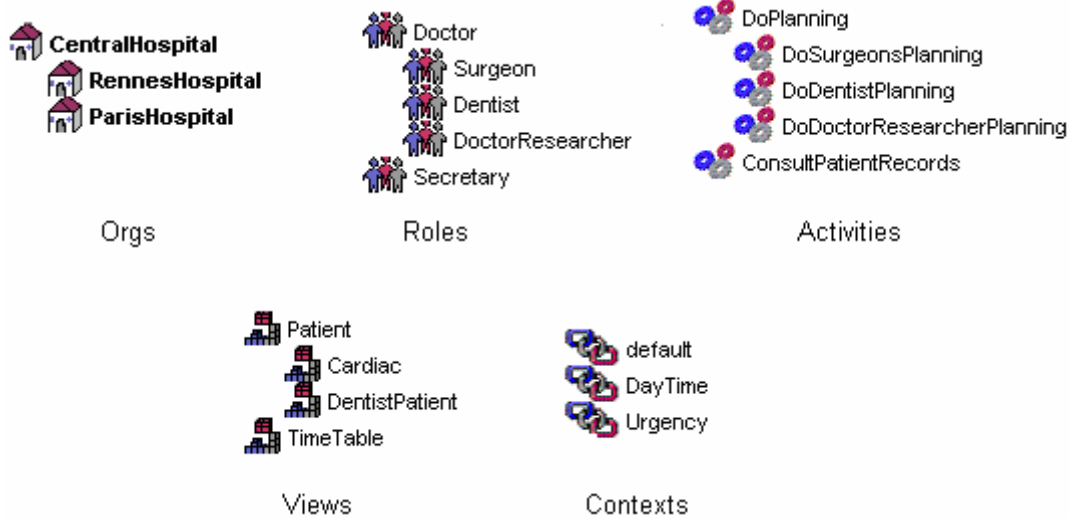 CentralHospital
RennesHospital
ParisHospital
Orgs
Doctor
Surgeon
Dentist
DoctorResearcher
Secretary
Roles
DoPlanning
DoSurgeonsPlanning
DoDentistPlanning
DoDoctorResearcherPlanning
ConsultPatientRecords
Activities
Patient
Cardiac
DentistPatient
TimeTable
Views
default
DayTime
Urgency
Contexts